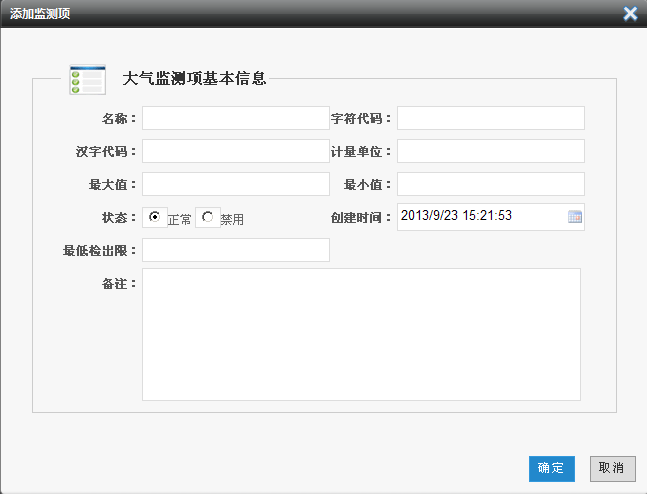 添加监测项
大气监测项基本信息
名称： 字符代码：
汉字代码： 计量单位：
最大值： 最小值：
状态： 正常 禁用 创建时间： 2013/9/23 15:21:53
最低检出限：
备注：
确定 取消